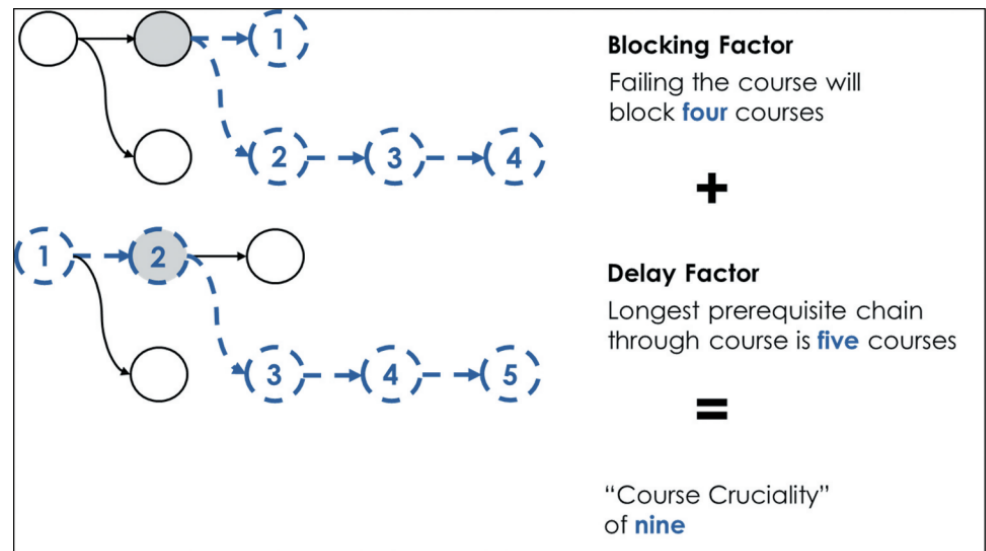 1
Blocking Factor
Failing the course will
block four courses
2
3
4
+
1
2
Delay Factor
Longest prerequisite chain
through course is five courses
3
4
5
=
“Course Cruciality”
of nine